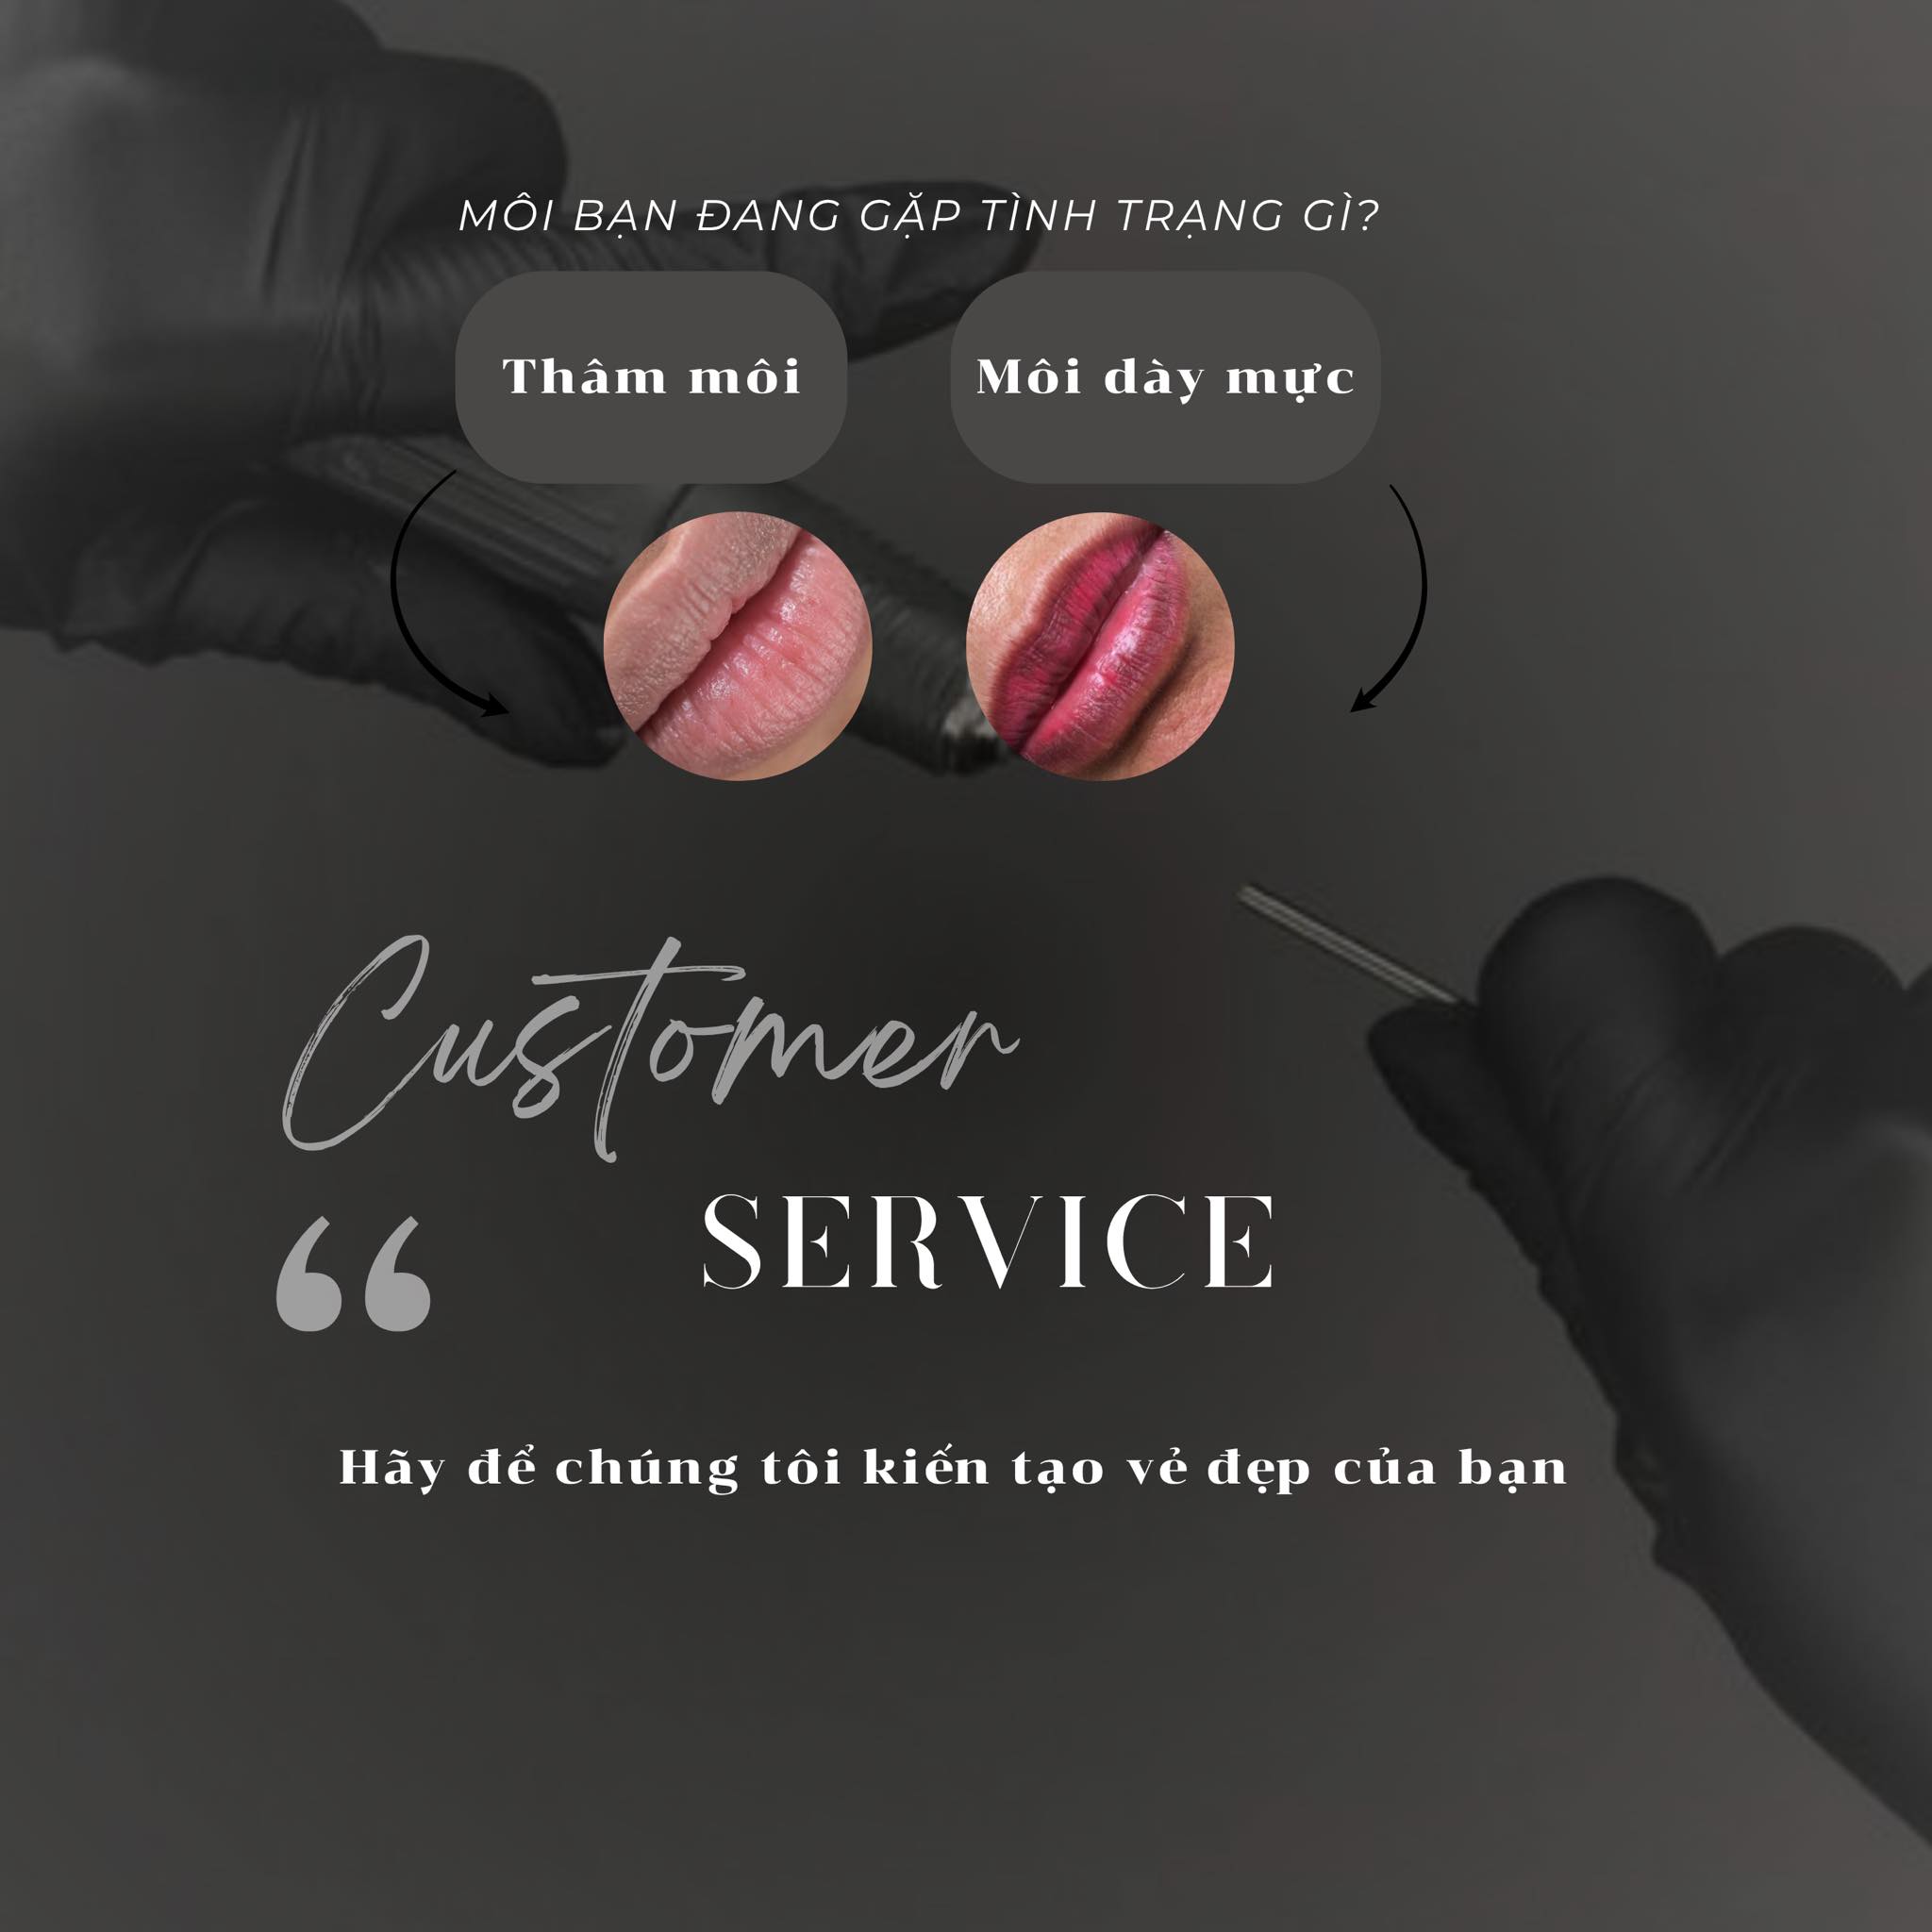 MÔI BẠN ĐANG GẶP TÌNH TRẠNG GÌ?
Thâm môi
Môi dày mực
Customer
SERVICE
“
Hãy để chúng tôi kiến tạo vẻ đẹp của bạn